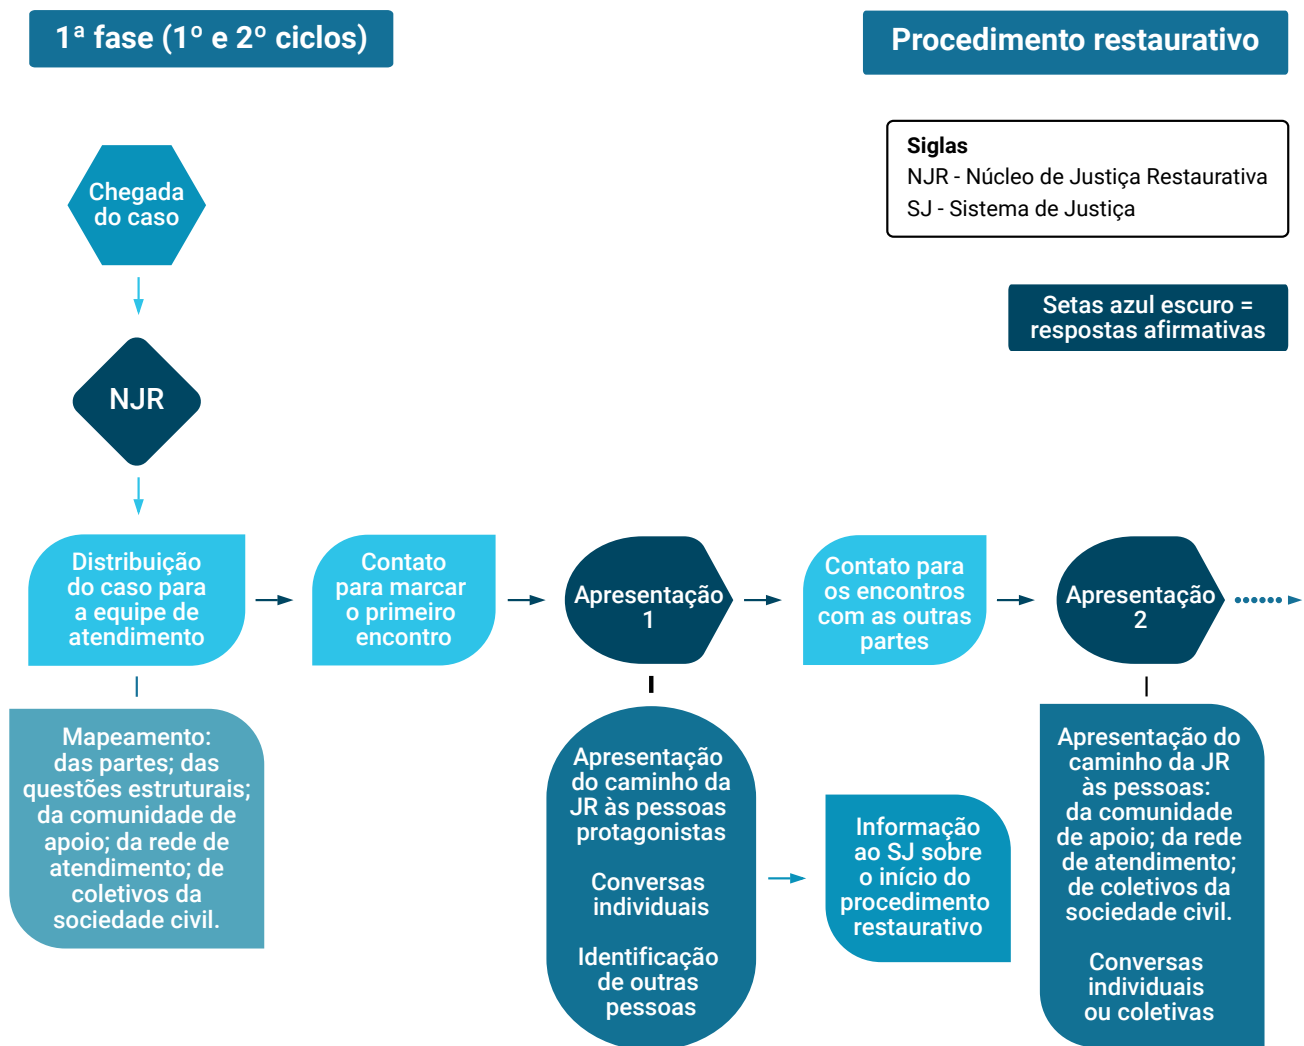 1ª fase (1º e 2º ciclos)
Procedimento restaurativo
Siglas
NJR - Núcleo de Justiça Restaurativa
SJ - Sistema de Justiça
Setas azul escuro =
respostas afirmativas
Chegada
do caso
NJR
Distribuição
do caso para
a equipe de
atendimento
Contato
para marcar
o primeiro
encontro
Apresentação
1
Contato para
os encontros
com as outras
partes
Apresentação
2
Mapeamento:
das partes; das
questões estruturais;
da comunidade de
apoio; da rede de
atendimento; de
coletivos da
sociedade civil.
Apresentação
do caminho da
JR às pessoas
protagonistas
Conversas
individuais
Identificação
de outras
pessoas
Informação
ao SJ sobre
o início do
procedimento
restaurativo
Apresentação do
caminho da JR
às pessoas:
da comunidade
de apoio; da rede
de atendimento;
de coletivos da
sociedade civil.
Conversas
individuais
ou coletivas